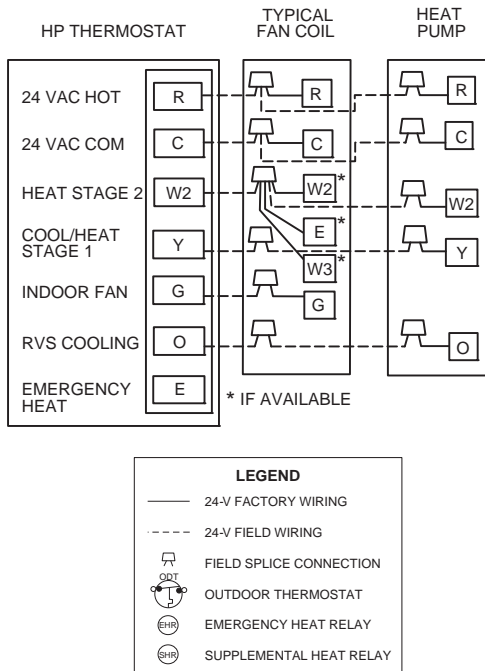 HP THERMOSTAT
TYPICAL
FAN COIL
HEAT
PUMP
24 VAC HOT R R R
24 VAC COM C C C
HEAT STAGE 2 W2 W2 * W2
E *
COOL/HEAT
STAGE 1 Y Y
W3 *
INDOOR FAN G G
RVS COOLING O O
EMERGENCY
HEAT E
* IF AVAILABLE
LEGEND
24-V FACTORY WIRING
24-V FIELD WIRING
FIELD SPLICE CONNECTION
ODT
OUTDOOR THERMOSTAT
EHR EMERGENCY HEAT RELAY
SHR SUPPLEMENTAL HEAT RELAY